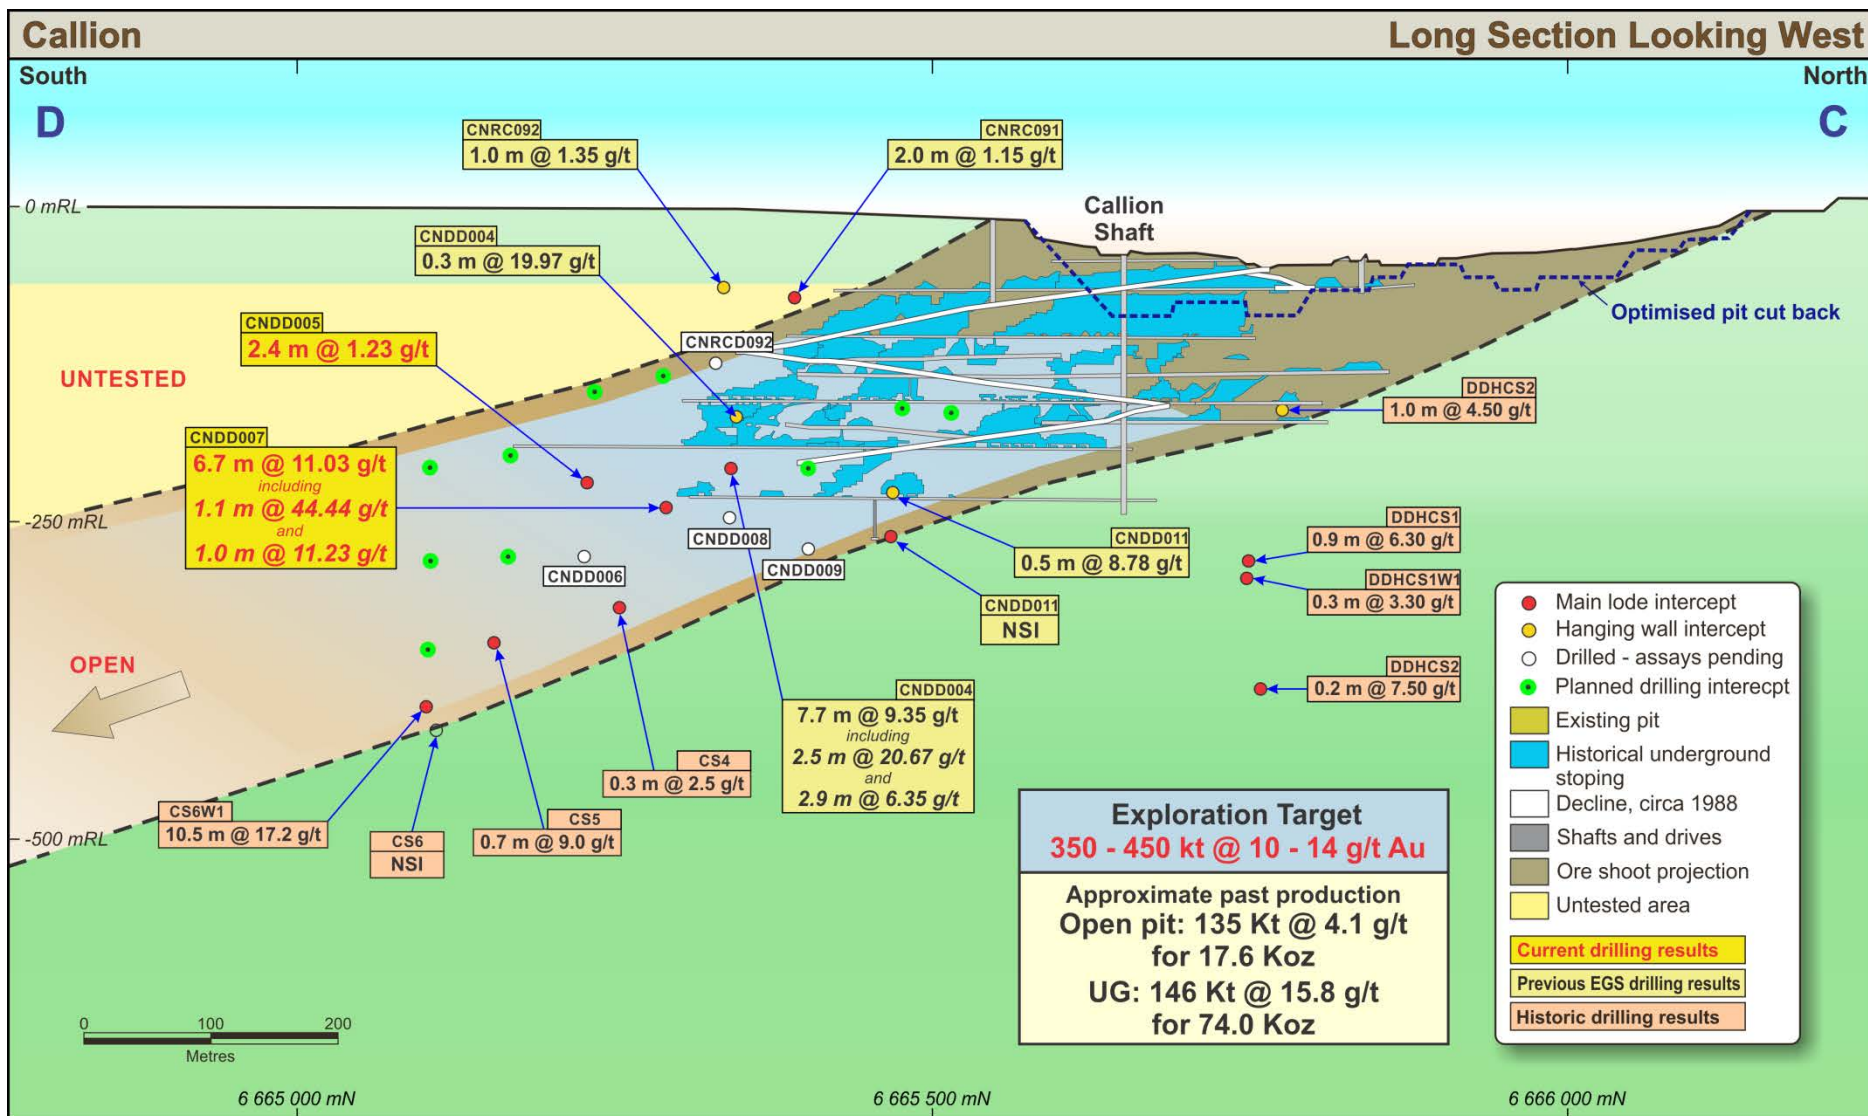 Callion
Long Section Looking West
South
North
D
C
CNRC092
1.0 m @ 1.35 g/t
CNRC091
2.0 m @ 1.15 g/t
0 mRL
Callion
Shaft
CNDD004
0.3 m @ 19.97 g/t
Optimised pit cut back
CNDD005
2.4 m @ 1.23 g/t
CNRCD092
UNTESTED
DDHCS2
1.0 m @ 4.50 g/t
CNDD007
6.7 m @ 11.03 g/t
including
1.1 m @ 44.44 g/t
and
1.0 m @ 11.23 g/t
-250 mRL
CNDD008
CNDD006
CNDD009
CNDD011
0.5 m @ 8.78 g/t
DDHCS1
0.9 m @ 6.30 g/t
DDHCS1W1
0.3 m @ 3.30 g/t
CNDD011
NSI
OPEN
DDHCS2
0.2 m @ 7.50 g/t
CNDD004
7.7 m @ 9.35 g/t
including
2.5 m @ 20.67 g/t
and
2.9 m @ 6.35 g/t
CS4
0.3 m @ 2.5 g/t
CS6W1
10.5 m @ 17.2 g/t
CS5
0.7 m @ 9.0 g/t
CS6
NSI
-500 mRL
Exploration Target
350 - 450 kt @ 10 - 14 g/t Au
Approximate past production
Open pit: 135 Kt @ 4.1 g/t
for 17.6 Koz
UG: 146 Kt @ 15.8 g/t
for 74.0 Koz
Main lode intercept
Hanging wall intercept
Drilled - assays pending
Planned drilling interecpt
Existing pit
Historical underground
stoping
Decline, circa 1988
Shafts and drives
Ore shoot projection
Untested area
Current drilling results
Previous EGS drilling results
Historic drilling results
0 100 200
Metres
6 665 000 mN
6 665 500 mN
6 666 000 mN